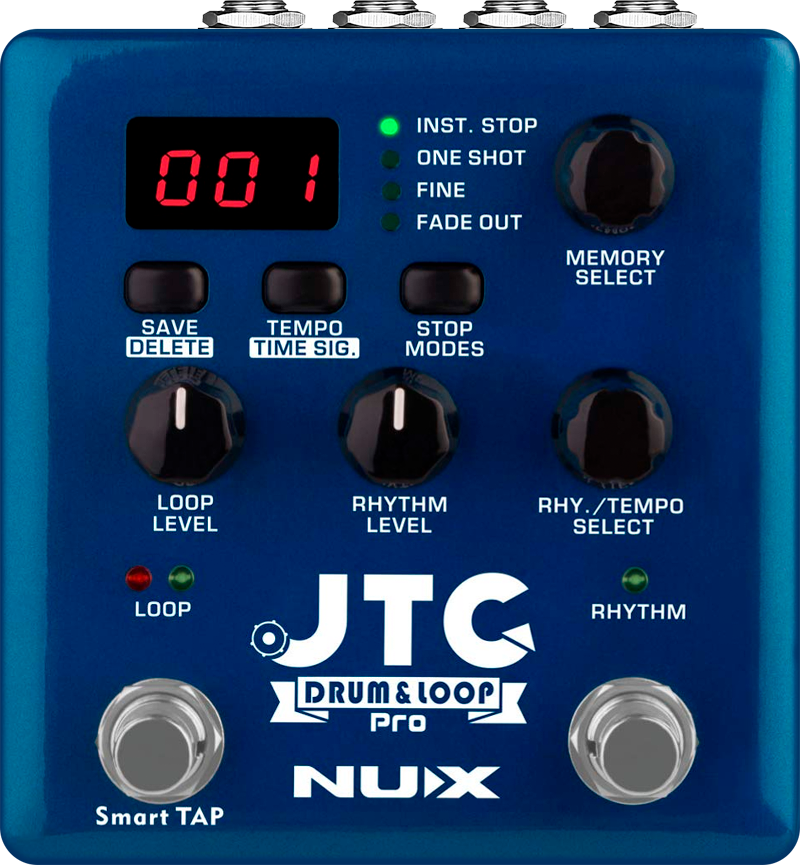 001
INST. STOP
ONE SHOT
FINE
FADE OUT
MEMORY
SELECT
SAVE
DELETE
TEMPO
TIME SIG.
STOP
MODES
LOOP
LEVEL
RHYTHM
LEVEL
RHY./TEMPO
SELECT
LOOP
RHYTHM
JTC
DRUM & LOOP
Pro
NUX
Smart TAP